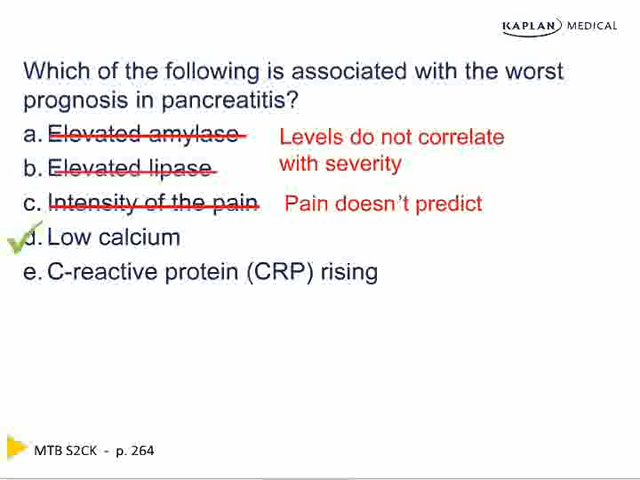 KAPLAN MEDICAL
Which of the following is associated with the worst
prognosis in pancreatitis?
a. Elevated amylase
b. Elevated lipase
Levels do not correlate
with severity
c. Intensity of the pain
Pain doesn't predict
d. Low calcium
e. C-reactive protein (CRP) rising
MTB S2CK - p. 264